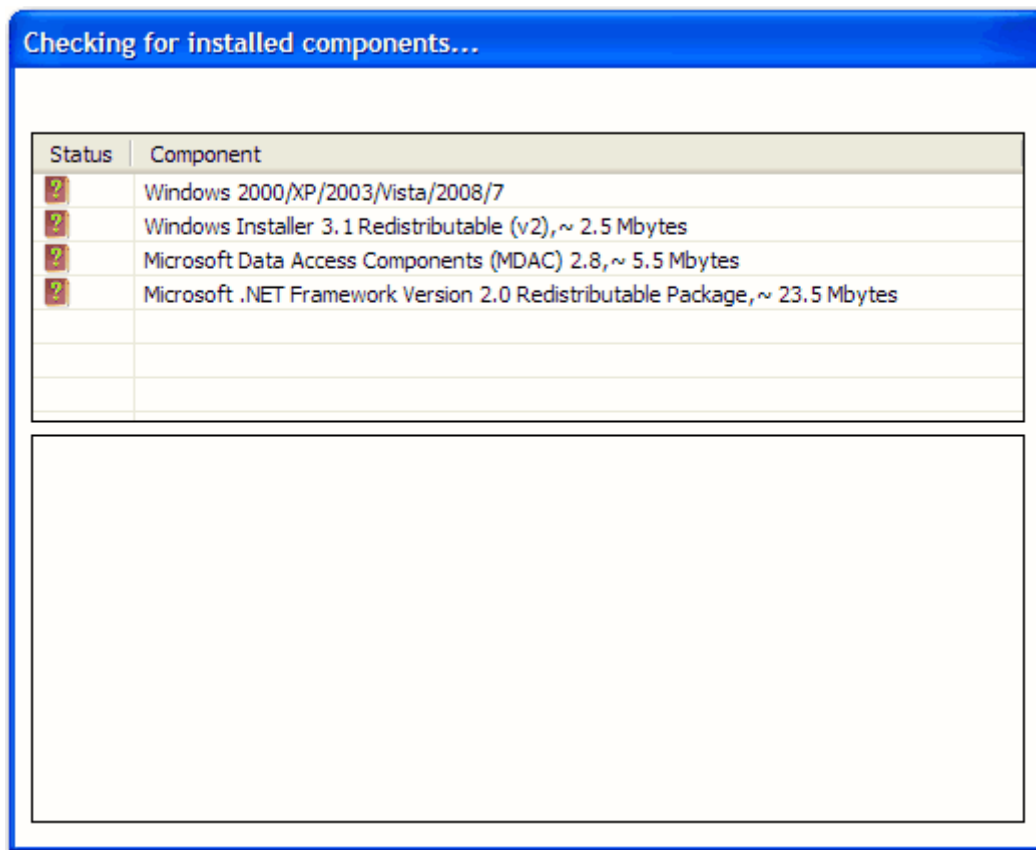 Checking for installed components...
Status Component
? Windows 2000/XP/2003/Vista/2008/7
? Windows Installer 3.1 Redistributable (v2),~ 2.5 Mbytes
? Microsoft Data Access Components (MDAC) 2.8,~ 5.5 Mbytes
? Microsoft .NET Framework Version 2.0 Redistributable Package,~ 23.5 Mbytes